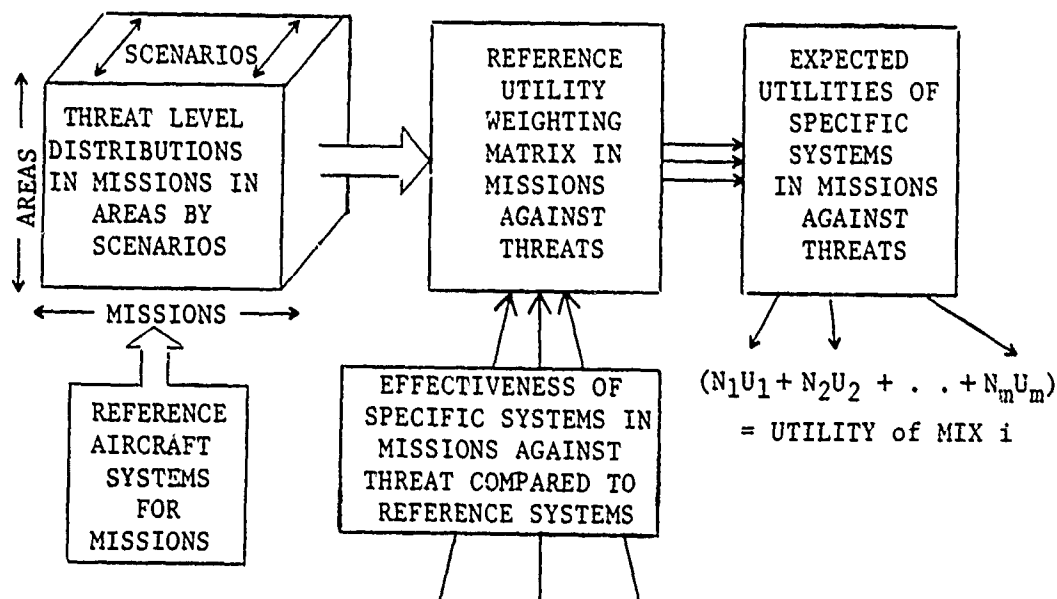 SCENARIOS
THREAT LEVEL
DISTRIBUTIONS
IN MISSIONS IN
AREAS BY
SCENARIOS
AREAS
MISSIONS
REFERENCE
AIRCRAFT
SYSTEMS
FOR
MISSIONS
REFERENCE
UTILITY
WEIGHTING
MATRIX IN
MISSIONS
AGAINST
THREATS
EFFECTIVENESS OF
SPECIFIC SYSTEMS IN
MISSIONS AGAINST
THREAT COMPARED TO
REFERENCE SYSTEMS
EXPECTED
UTILITIES OF
SPECIFIC
SYSTEMS
IN MISSIONS
AGAINST
THREATS
(N₁U₁ + N₂U₂ + . . + NₘUₘ)
= UTILITY of MIX i